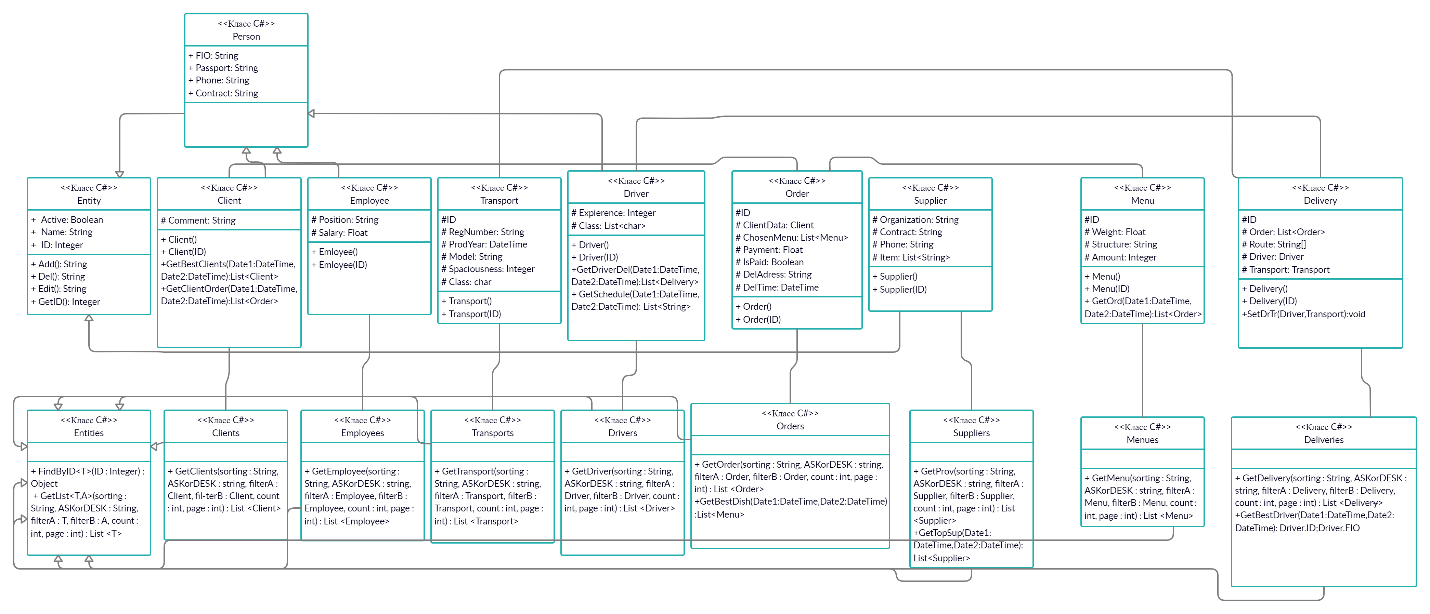 <<Класс C#>>
Person
+ FIO: String
+ Passport: String
+ Phone: String
+ Contract: String
<<Класс C#>>
Entity
+ Active: Boolean
+ Name: String
+ ID: Integer
+ Add(): String
+ Del(): String
+ Edit(): String
+ GetID(): Integer
<<Класс C#>>
Client
# Comment: String
+ Client()
+ Client(ID)
+GetBestClients(Date1:DateTime,
Date2:DateTime):List<Client>
+GetClientOrder(Date1:DateTime,
Date2:DateTime):List<Order>
<<Класс C#>>
Employee
# Position: String
# Salary: Float
+ Emloyee()
+ Emloyee(ID)
<<Класс C#>>
Transport
#ID
# RegNumber: String
# ProdYear: DateTime
# Model: String
# Spaciousness: Integer
# Class: char
+ Transport()
+ Transport(ID)
<<Класс C#>>
Driver
# Expierence: Integer
# Class: List<char>
+ Driver()
+ Driver(ID)
+GetDriverDel(Date1:DateTime,
Date2:DateTime):List<Delivery>
+ GetSchedule(Date1:DateTime,
Date2:DateTime): List<String>
<<Класс C#>>
Order
#ID
# ClientData: Client
# ChosenMenu: List<Menu>
# Payment: Float
# IsPaid: Boolean
# DelAdress: String
# DelTime: DateTime
+ Order()
+ Order(ID)
<<Класс C#>>
Supplier
# Organization: String
# Contract: String
# Phone: String
# Item: List<String>
+ Supplier()
+ Supplier(ID)
<<Класс C#>>
Menu
#ID
# Weight: Float
# Structure: String
# Amount: Integer
+ Menu()
+ Menu(ID)
+ GetOrd(Date1:DateTime,
Date2:DateTime):List<Order>
<<Класс C#>>
Delivery
#ID
# Order: List<Order>
# Route: String[]
# Driver: Driver
# Transport: Transport
+ Delivery()
+ Delivery(ID)
+SetDrTr(Driver,Transport):void
<<Класс C#>>
Entities
+ FindByID<T>(ID : Integer) :
Object
+ GetList<T,A>(sorting :
String, ASKorDESK : String,
filterA : T, filterB : A, count
: int, page : int) : List <T>
<<Класс C#>>
Clients
+ GetClients(sorting : String,
ASKorDESK : string, filterA :
Client, fil-terB : Client, count
: int, page : int) : List <Client>
<<Класс C#>>
Employees
+ GetEmployee(sorting :
String, ASKorDESK : string,
filterA : Employee, filterB :
Employee, count : int, page :
int) : List <Employee>
<<Класс C#>>
Transports
+ GetTransport(sorting :
String, ASKorDESK : string,
filterA : Transport, filterB :
Transport, count : int, page :
int) : List <Transport>
<<Класс C#>>
Drivers
+ GetDriver(sorting : String,
ASKorDESK : string, filterA :
Driver, filterB : Driver, count :
int, page : int) : List <Driver>
<<Класс C#>>
Orders
+ GetOrder(sorting : String, ASKorDESK : string,
filterA : Order, filterB : Order, count : int, page :
int) : List <Order>
+GetBestDish(Date1:DateTime,Date2:DateTime)
:List<Menu>
<<Класс C#>>
Suppliers
+ GetProv(sorting : String,
ASKorDESK : string, filterA :
Supplier, filterB : Supplier,
count : int, page : int) : List
<Supplier>
+GetTopSup(Date1:
DateTime,Date2:DateTime):
List<Supplier>
<<Класс C#>>
Menues
+ GetMenu(sorting : String,
ASKorDESK : string, filterA :
Menu, filterB : Menu, count :
int, page : int) : List <Menu>
<<Класс C#>>
Deliveries
+ GetDelivery(sorting : String, ASKorDESK :
string, filterA : Delivery, filterB : Delivery,
count : int, page : int) : List <Delivery>
+GetBestDriver(Date1:DateTime,Date2:
DateTime): Driver.ID;Driver.FIO